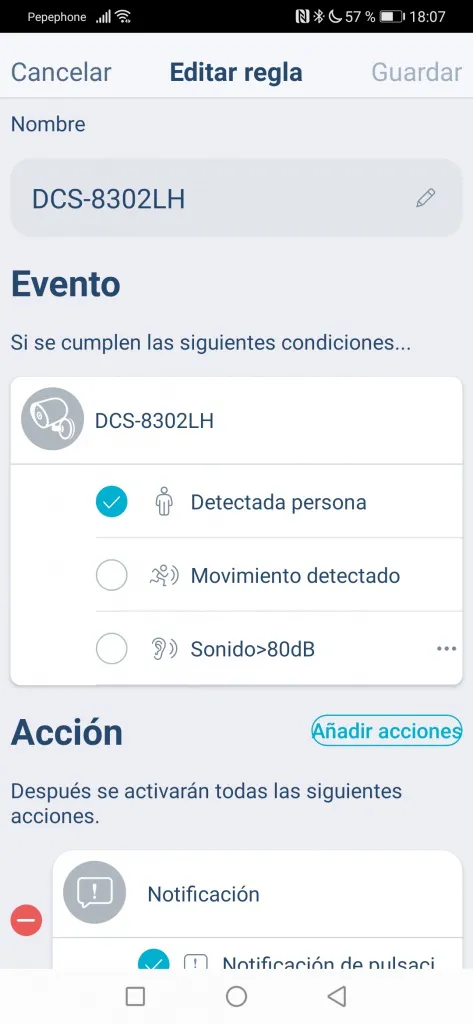 Pepephone 57 % 18:07
Cancelar Editar regla Guardar
Nombre
DCS-8302LH
Evento
Si se cumplen las siguientes condiciones...
DCS-8302LH
Detectada persona
Movimiento detectado
Sonido>80dB
Acción Añadir acciones
Después se activarán todas las siguientes
acciones.
Notificación
Notificación de pulsaci